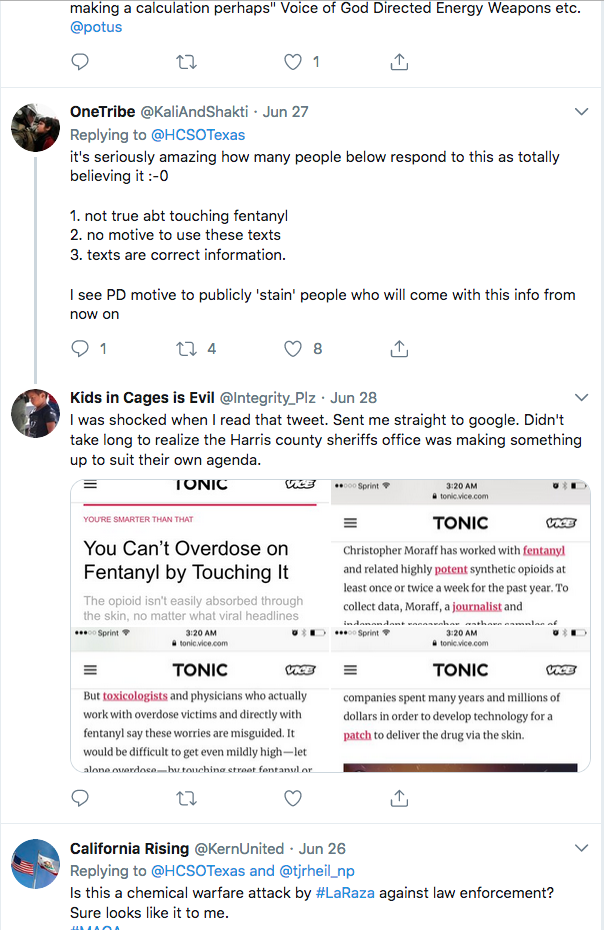 making a calculation perhaps" Voice of God Directed Energy Weapons etc.
@potus
1
OneTribe @KaliAndShakti · Jun 27
Replying to @HCSOTexas
it's seriously amazing how many people below respond to this as totally
believing it :-0
1. not true abt touching fentanyl
2. no motive to use these texts
3. texts are correct information.
I see PD motive to publicly 'stain' people who will come with this info from
now on
1 4 8
Kids in Cages is Evil @Integrity_Plz · Jun 28
I was shocked when I read that tweet. Sent me straight to google. Didn't
take long to realize the Harris county sheriffs office was making something
up to suit their own agenda.
TONIC VICE
YOU'RE SMARTER THAN THAT
You Can't Overdose on
Fentanyl by Touching It
The opioid isn't easily absorbed through
the skin, no matter what viral headlines
Sprint 3:20 AM
tonic.vice.com
TONIC VICE
Christopher Moraff has worked with fentanyl
and related highly potent synthetic opioids at
least once or twice a week for the past year. To
collect data, Moraff, a journalist and
independent researcher, gathers samples of
Sprint 3:20 AM
tonic.vice.com
TONIC VICE
But toxicologists and physicians who actually
work with overdose victims and directly with
fentanyl say these worries are misguided. It
would be difficult to get even mildly high—let
alone overdose—by touching street fentanyl or
Sprint 3:20 AM
tonic.vice.com
TONIC VICE
companies spent many years and millions of
dollars in order to develop technology for a
patch to deliver the drug via the skin.
California Rising @KernUnited · Jun 26
Replying to @HCSOTexas and @tjrheil_np
Is this a chemical warfare attack by #LaRaza against law enforcement?
Sure looks like it to me.
#MAGA